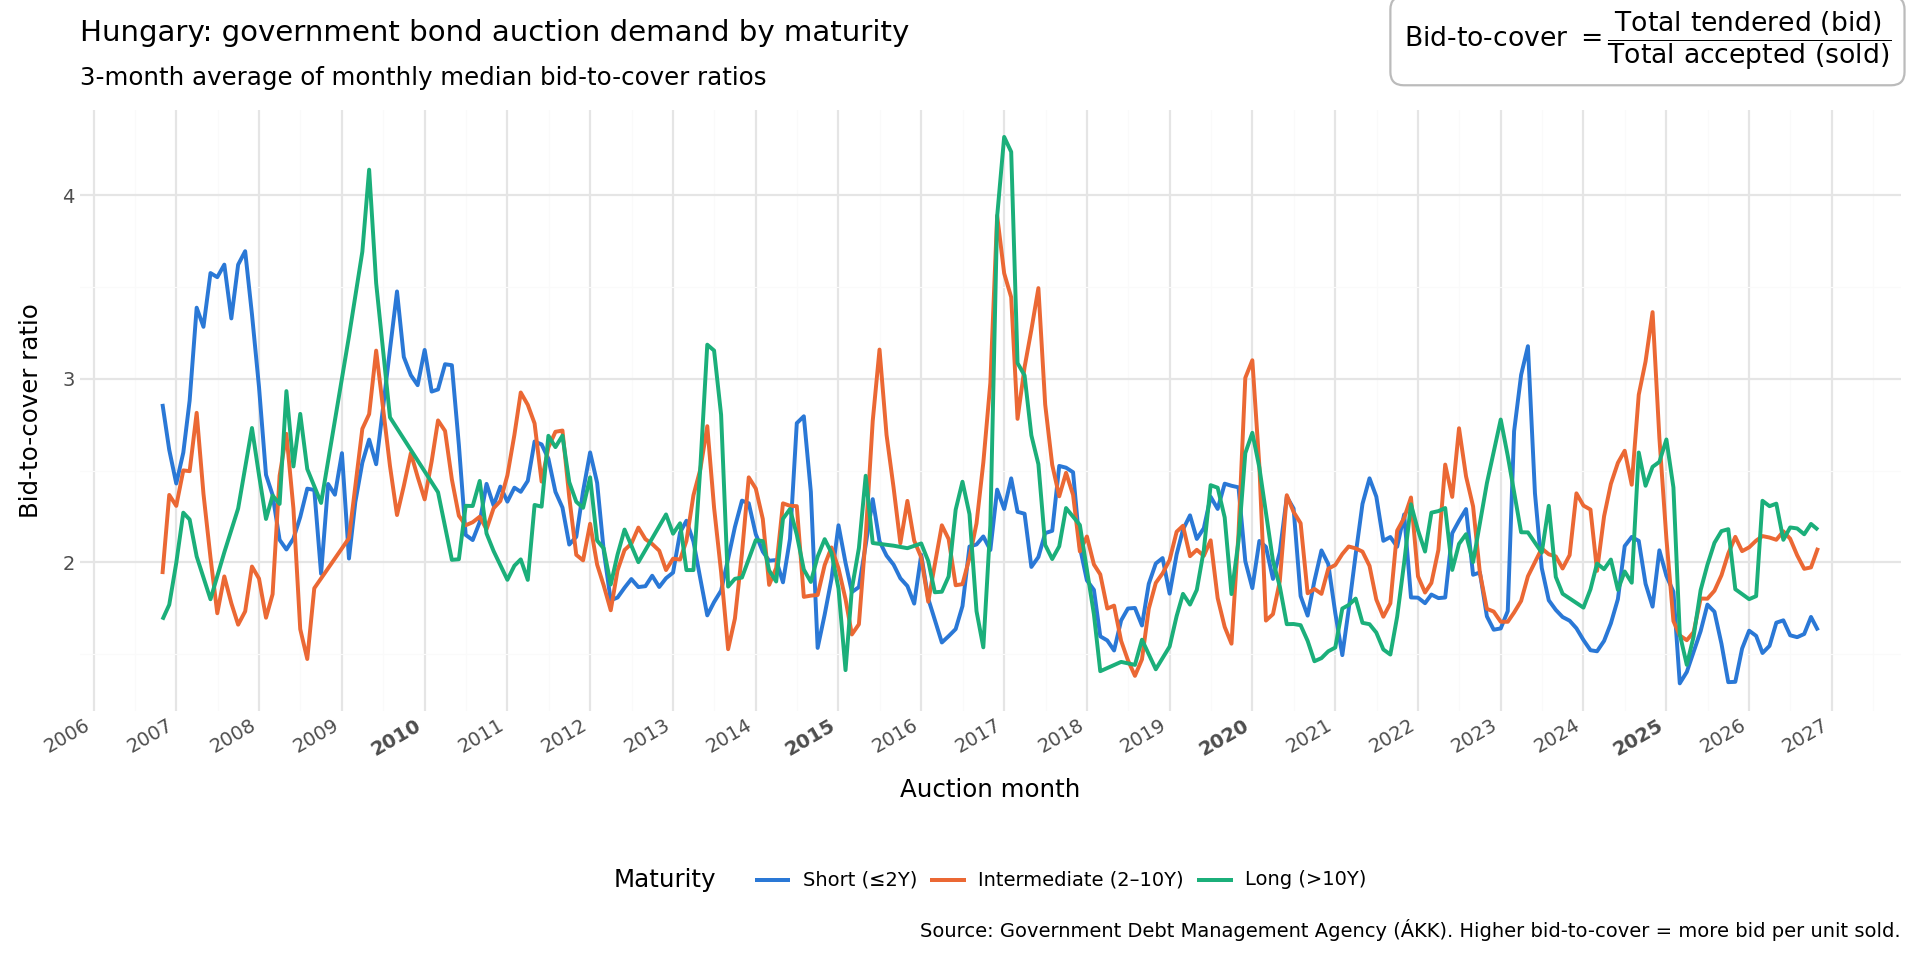 Hungary: government bond auction demand by maturity
3-month average of monthly median bid-to-cover ratios
Bid-to-cover = Total tendered (bid)
Total accepted (sold)
Bid-to-cover ratio
4
3
2
2006 2007 2008 2009 2010 2011 2012 2013 2014 2015 2016 2017 2018 2019 2020 2021 2022 2023 2024 2025 2026 2027
Auction month
Maturity Short (≤2Y) Intermediate (2–10Y) Long (>10Y)
Source: Government Debt Management Agency (ÁKK). Higher bid-to-cover = more bid per unit sold.